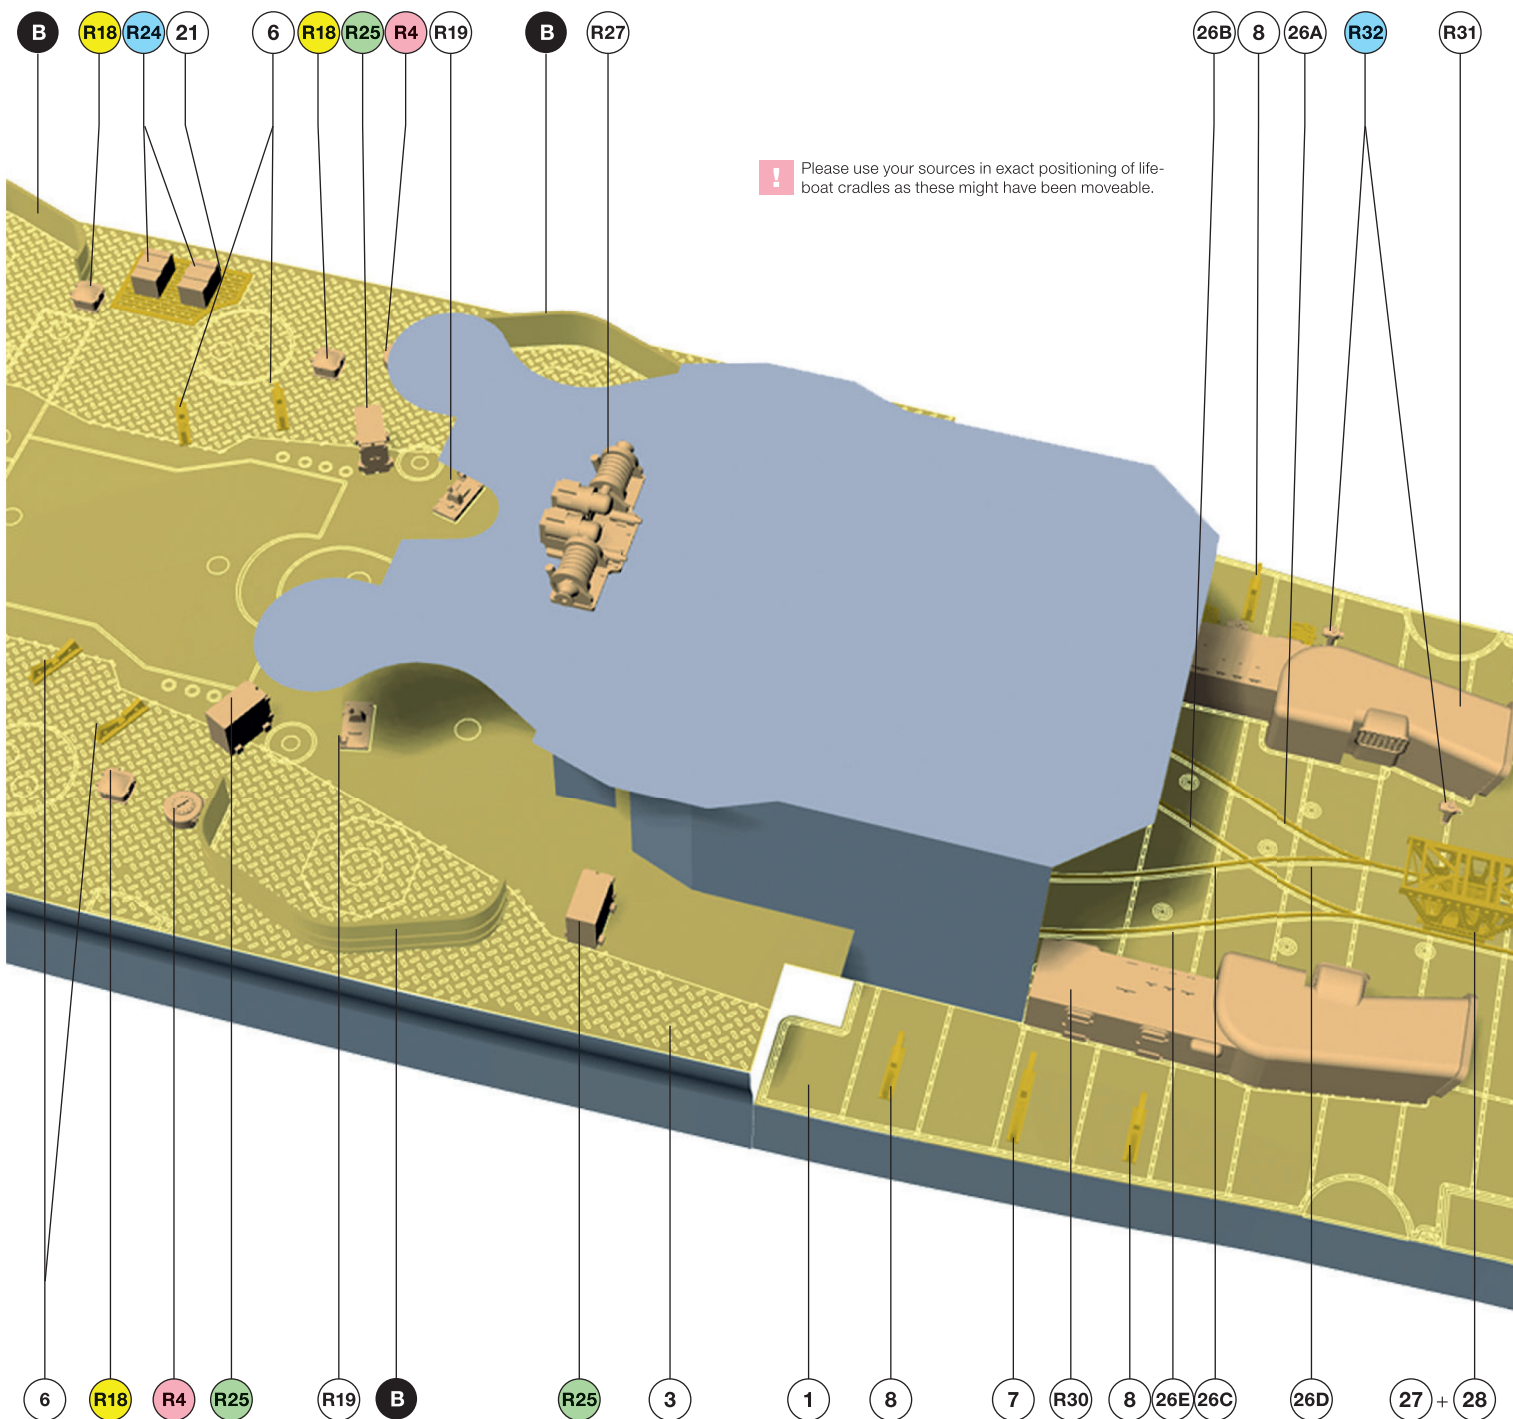 B R18 R24 21 6 R18 R25 R4 R19 B R27 26B 8 26A R32 R31
! Please use your sources in exact positioning of life-
boat cradles as these might have been moveable.
6 R18 R4 R25 R19 B R25 3 1 8 7 R30 8 26E 26C 26D 27 + 28